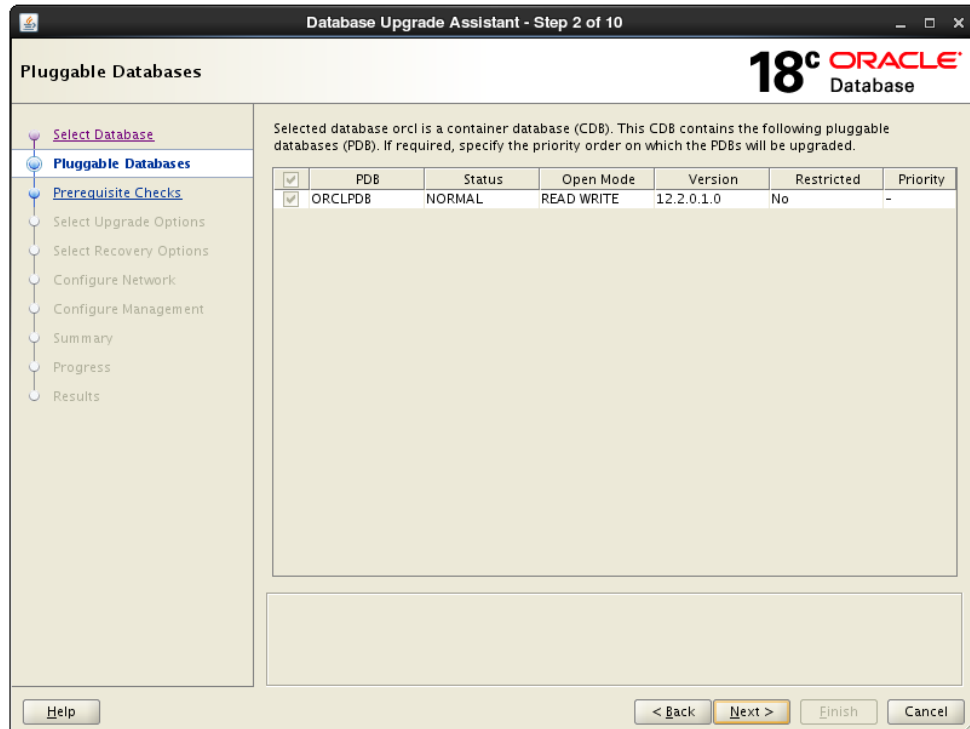 Database Upgrade Assistant - Step 2 of 10
Pluggable Databases
18c ORACLE
Database
Select Database
Pluggable Databases
Prerequisite Checks
Select Upgrade Options
Select Recovery Options
Configure Network
Configure Management
Summary
Progress
Results
Selected database orcl is a container database (CDB). This CDB contains the following pluggable
databases (PDB). If required, specify the priority order on which the PDBs will be upgraded.
PDB Status Open Mode Version Restricted Priority
ORCLPDB NORMAL READ WRITE 12.2.0.1.0 No -
Help < Back Next > Finish Cancel